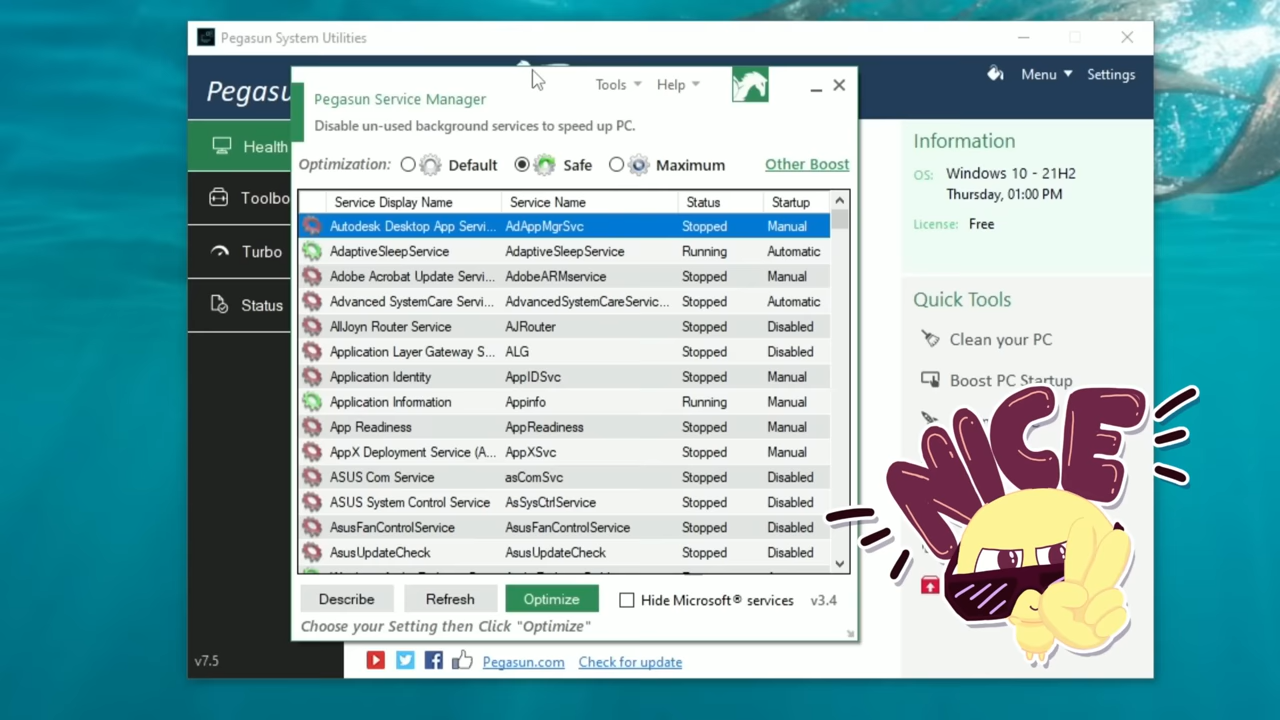 Pegasun System Utilities
Pegasu
Menu Settings
Tools Help
Pegasun Service Manager
Disable un-used background services to speed up PC.
Optimization: Default Safe Maximum Other Boost
Service Display Name Service Name Status Startup
Autodesk Desktop App Servi... AdAppMgrSvc Stopped Manual
AdaptiveSleepService AdaptiveSleepService Running Automatic
Adobe Acrobat Update Servi... AdobeARMservice Stopped Manual
Advanced SystemCare Servi... AdvancedSystemCareServic... Stopped Automatic
AllJoyn Router Service AJRouter Stopped Disabled
Application Layer Gateway S... ALG Stopped Disabled
Application Identity AppIDSvc Stopped Manual
Application Information Appinfo Running Manual
App Readiness AppReadiness Stopped Manual
AppX Deployment Service (A... AppXSvc Stopped Manual
ASUS Com Service asComSvc Stopped Disabled
ASUS System Control Service AsSysCtrlService Stopped Disabled
AsusFanControlService AsusFanControlService Stopped Disabled
AsusUpdateCheck AsusUpdateCheck Stopped Disabled
Describe Refresh Optimize Hide Microsoft® services v3.4
Choose your Setting then Click "Optimize"
Health
Toolbo
Turbo
Status
v7.5
Pegasun.com Check for update
Information
OS: Windows 10 - 21H2
Thursday, 01:00 PM
License: Free
Quick Tools
Clean your PC
Boost PC Startup
NICE